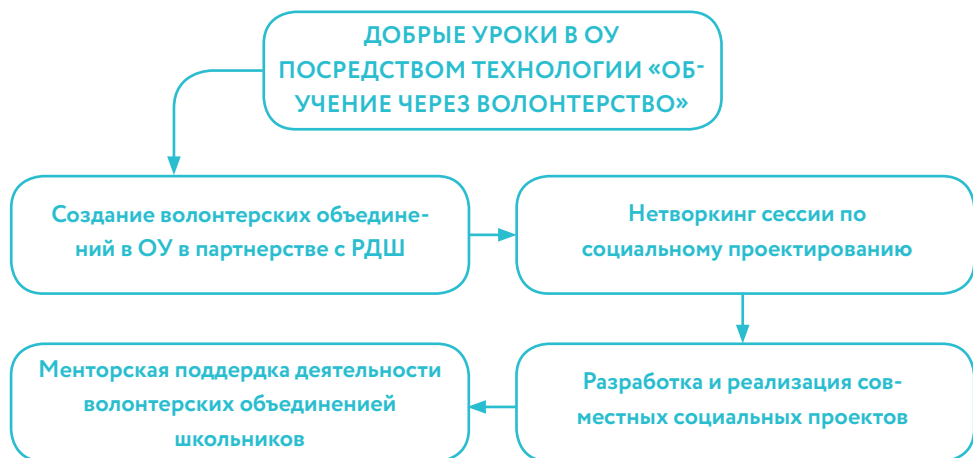 ДОБРЫЕ УРОКИ В ОУ
ПОСРЕДСТВОМ ТЕХНОЛОГИИ «ОБ-
УЧЕНИЕ ЧЕРЕЗ ВОЛОНТЕРСТВО»
Создание волонтерских объедине-
ний в ОУ в партнерстве с РДШ
Нетворкинг сессии по
социальному проектированию
Менторская поддердка деятельности
волонтерских объединенией
школьников
Разработка и реализация сов-
местных социальных проектов